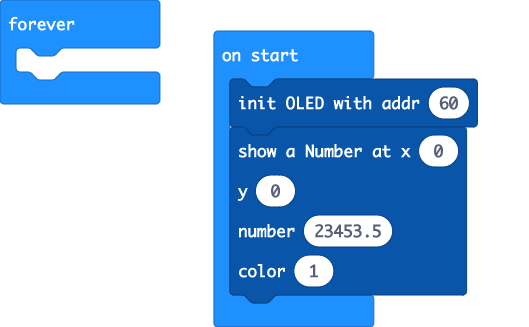 forever
on start
init OLED with addr 60
show a Number at x 0
y 0
number 23453.5
color 1